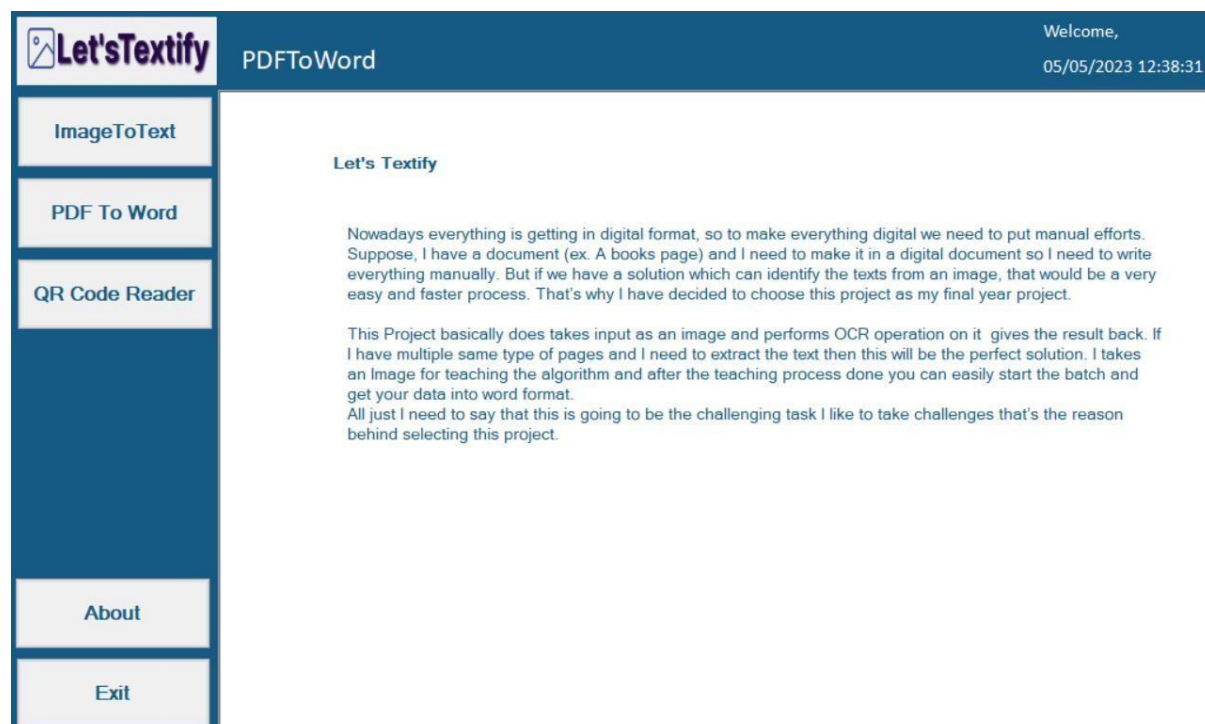 Let'sTextify
PDFToWord
Welcome,
05/05/2023 12:38:31
ImageToText
PDF To Word
QR Code Reader
About
Exit
Let's Textify
Nowadays everything is getting in digital format, so to make everything digital we need to put manual efforts.
Suppose, I have a document (ex. A books page) and I need to make it in a digital document so I need to write
everything manually. But if we have a solution which can identify the texts from an image, that would be a very
easy and faster process. That's why I have decided to choose this project as my final year project.
This Project basically does takes input as an image and performs OCR operation on it  gives the result back. If
I have multiple same type of pages and I need to extract the text then this will be the perfect solution. I takes
an Image for teaching the algorithm and after the teaching process done you can easily start the batch and
get your data into word format.
All just I need to say that this is going to be the challenging task I like to take challenges that's the reason
behind selecting this project.